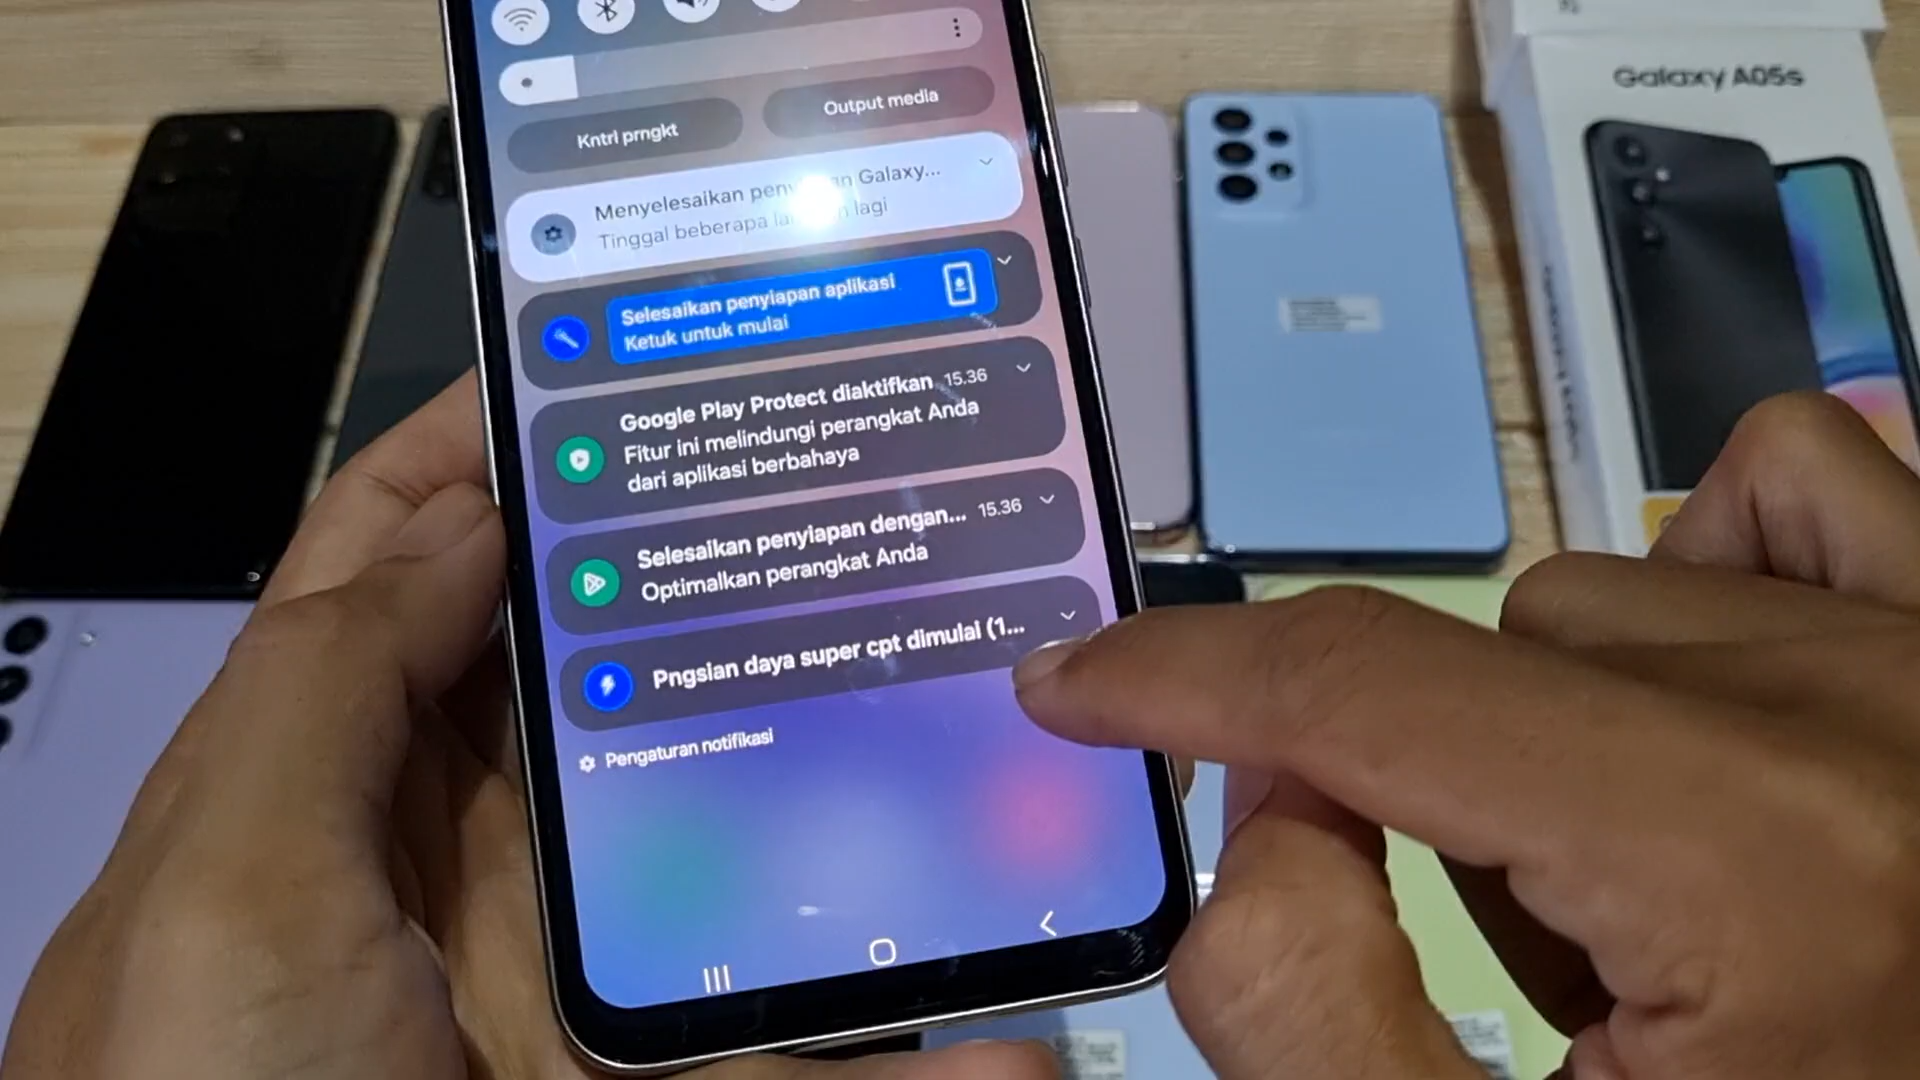 Galaxy A05s
Kntrl prngkt
Output media
Menyelesaikan Galaxy...
Tinggal beberapa lagi
Selesaikan penyiapan aplikasi
Ketuk untuk mulai
Google Play Protect diaktifkan 15.36
Fitur ini melindungi perangkat Anda
dari aplikasi berbahaya
Selesaikan penyiapan dengan... 15.36
Optimalkan perangkat Anda
Pngsian daya super cpt dimulai (1...
Pengaturan notifikasi